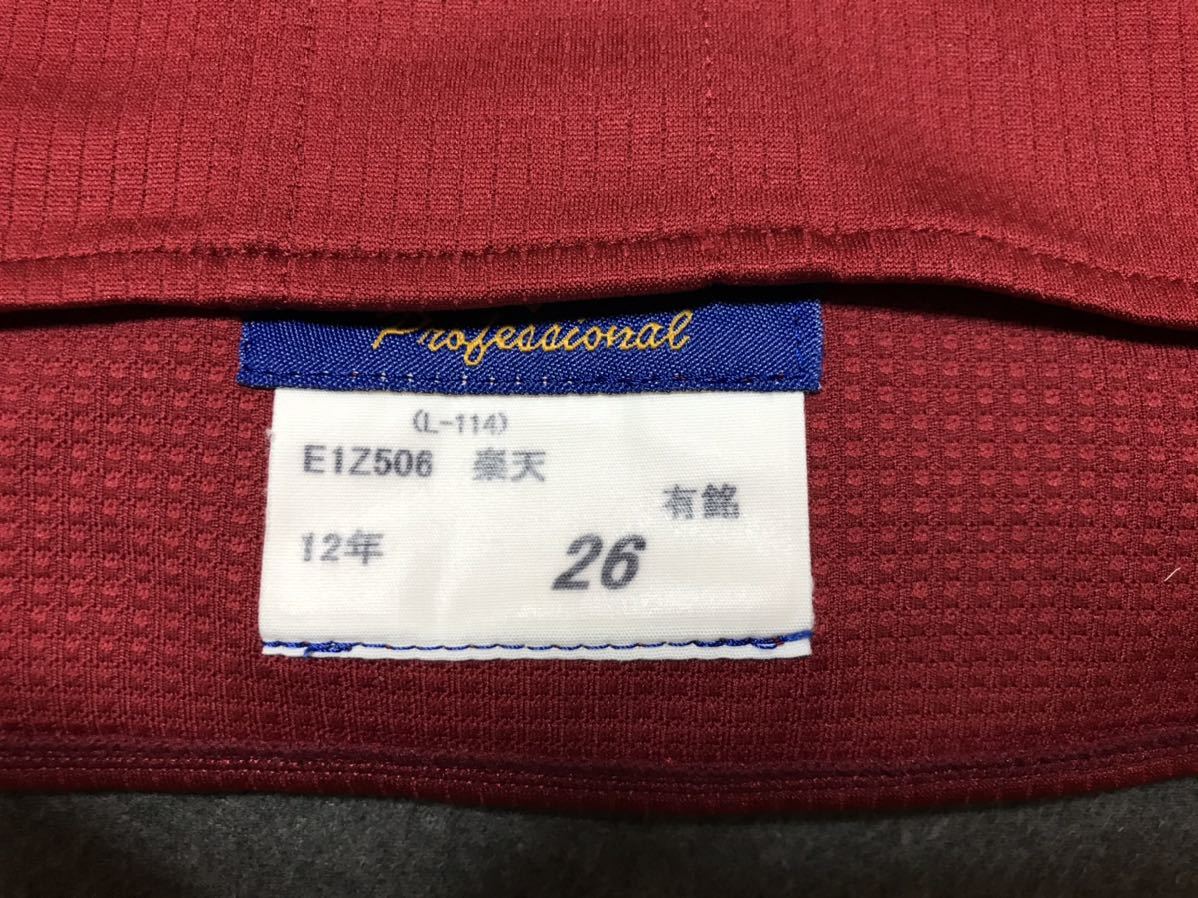 Professional
(L-114)
E1Z506 楽天
有銘
12年
26